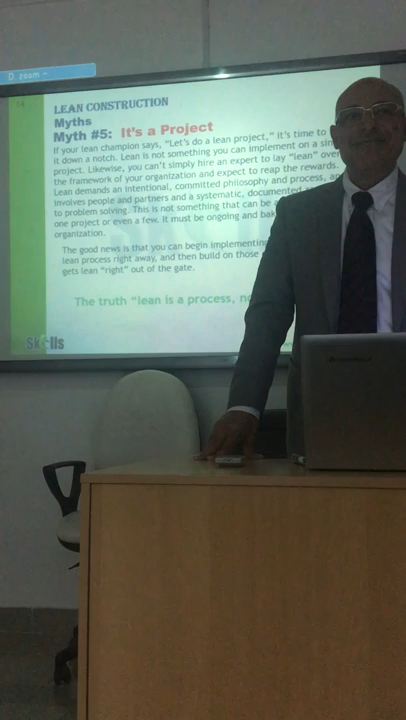 D. zoom -
14
LEAN CONSTRUCTION
Myths
Myth #5: It's a Project
If your lean champion says, "Let's do a lean project," it's time to
it down a notch. Lean is not something you can implement on a
project. Likewise, you can't simply hire an expert to lay "lean" over
the framework of your organization and expect to reap the rewards.
Lean demands an intentional, committed philosophy and process,
involves people and partners and a systematic, documented
to problem solving. This is not something that can be
one project or even a few. It must be ongoing and
organization.
The good news is that you can begin implementing
lean process right away, and then build on those
gets lean "right" out of the gate.
The truth "lean is a process,
Skills